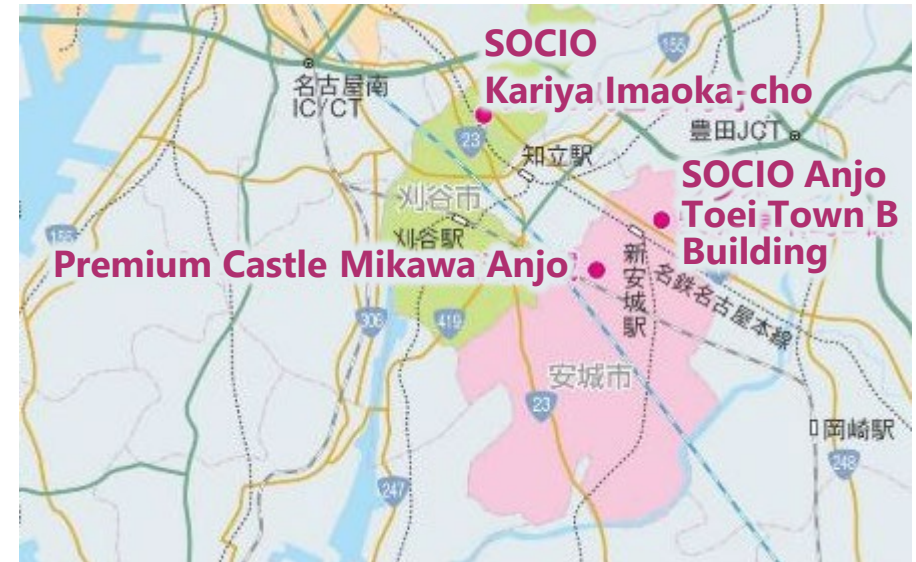 SOCIO
Kariya Imaoka-cho
155
名古屋南
IC/CT
豊田JCT
23
知立駅
SOCIO Anjo
Toei Town B
Building
刈谷市
刈谷駅
155
Premium Castle Mikawa Anjo
新安城駅
名鉄名古屋本線
306
419
安城市
23
岡崎駅
248
247